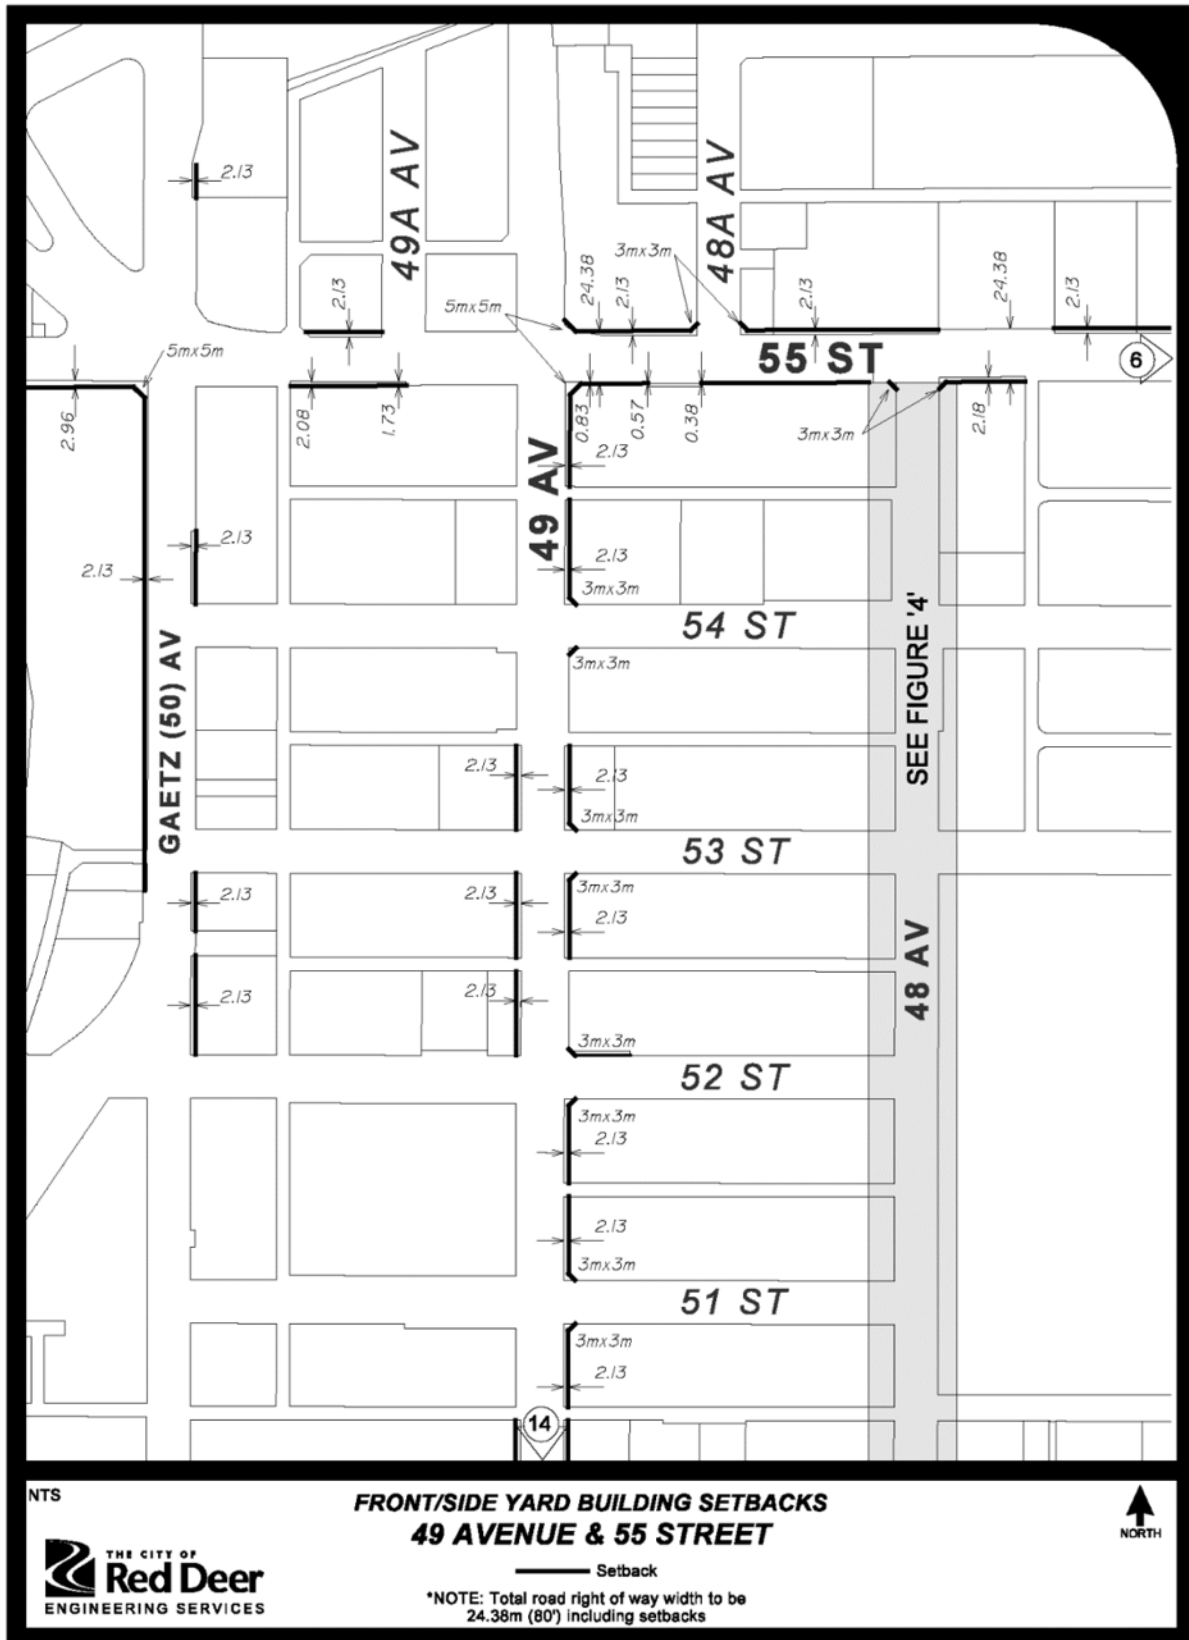 2.13
49A AV
48A AV
3mx3m
24.38
2.13
2.13
5mx5m
2.13
24.38
2.13
5mx5m
55 ST
6
2.96
2.08
1.73
0.83
0.57
0.38
3mx3m
2.18
49 AV
2.13
2.13
2.13
2.13
3mx3m
54 ST
SEE FIGURE '4'
GAETZ (50) AV
3mx3m
2.13
2.13
3mx3m
53 ST
2.13
2.13
3mx3m
2.13
48 AV
2.13
2.13
3mx3m
52 ST
3mx3m
2.13
2.13
3mx3m
51 ST
3mx3m
2.13
14
NTS
FRONT/SIDE YARD BUILDING SETBACKS
49 AVENUE & 55 STREET
NORTH
Setback
THE CITY OF
Red Deer
ENGINEERING SERVICES
*NOTE: Total road right of way width to be
24.38m (80') including setbacks